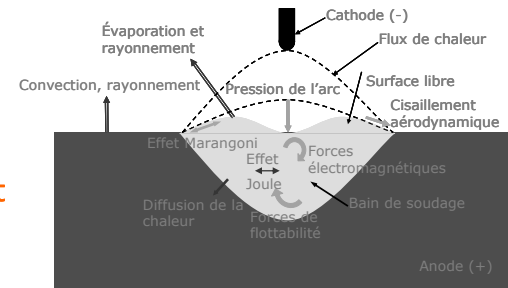 Cathode (-)
Évaporation et
rayonnement
Flux de chaleur
Convection, rayonnement
Pression de l'arc
Surface libre
Cisaillement
aérodynamique
Effet Marangoni
Effet
Joule
Forces
électromagnétiques
Diffusion de la
chaleur
Forces de
flottabilité
Bain de soudage
Anode (+)
t